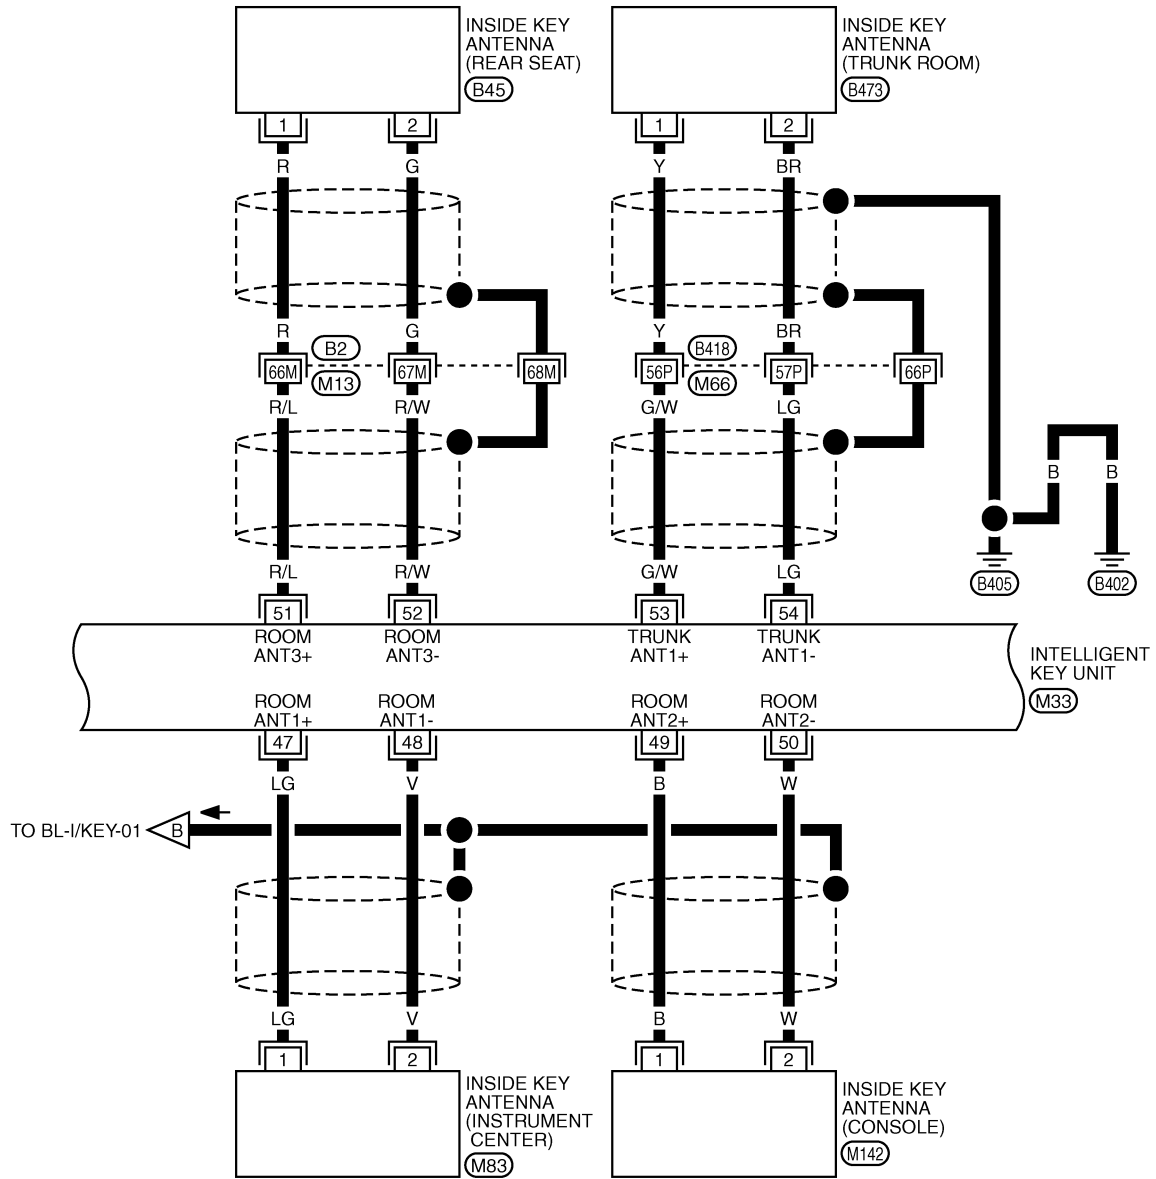 INSIDE KEY
ANTENNA
(REAR SEAT)
B45
INSIDE KEY
ANTENNA
(TRUNK ROOM)
B473
1 2 1 2
R G Y BR
R G Y BR
B2 B418
66M 67M 68M 56P 57P 66P
M13 M66
R/L R/W G/W LG
B B
R/L R/W G/W LG
B405 B402
51 52 53 54
ROOM
ANT3+
ROOM
ANT3-
TRUNK
ANT1+
TRUNK
ANT1-
INTELLIGENT
KEY UNIT
M33
ROOM
ANT1+
ROOM
ANT1-
ROOM
ANT2+
ROOM
ANT2-
47 48 49 50
LG V B W
TO BL-I/KEY-01 B
LG V B W
1 2 1 2
INSIDE KEY
ANTENNA
(INSTRUMENT
CENTER)
M83
INSIDE KEY
ANTENNA
(CONSOLE)
M142